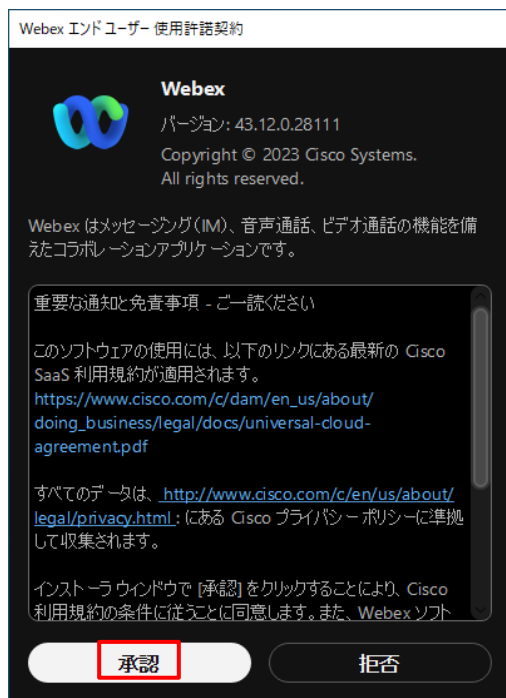 Webex エンド ユーザー 使用許諾契約
Webex
バージョン: 43.12.0.28111
Copyright © 2023 Cisco Systems.
All rights reserved.
Webex はメッセージング(IM)、音声通話、ビデオ通話の機能を備
えたコラボレーションアプリケーションです。
重要な通知と免責事項 - ご一読ください
このソフトウェアの使用には、以下のリンクにある最新の Cisco
SaaS 利用規約が適用されます。
https://www.cisco.com/c/dam/en_us/about/
doing_business/legal/docs/universal-cloud-
agreement.pdf
すべてのデータは、 http://www.cisco.com/c/en/us/about/
legal/privacy.html : にある Cisco プライバシー ポリシーに準拠
して収集されます。
インストーラ ウィンドウで [承認] をクリックすることにより、Cisco
利用規約の条件に従うことに同意します。また、Webex ソフト
承認
拒否